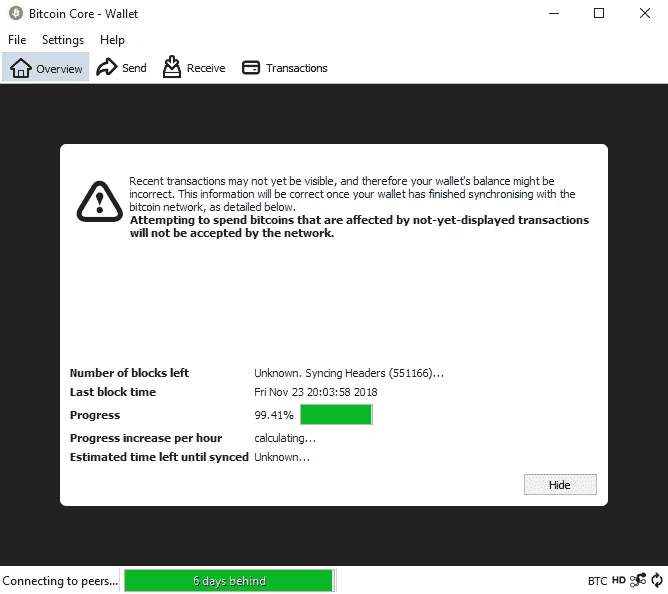 Bitcoin Core - Wallet
File Settings Help
Overview Send Receive Transactions
Recent transactions may not yet be visible, and therefore your wallet's balance might be
incorrect. This information will be correct once your wallet has finished synchronising with the
bitcoin network, as detailed below.
Attempting to spend bitcoins that are affected by not-yet-displayed transactions
will not be accepted by the network.
Number of blocks left Unknown. Syncing Headers (551166)...
Last block time Fri Nov 23 20:03:58 2018
Progress 99.41%
Progress increase per hour calculating...
Estimated time left until synced Unknown...
Hide
Connecting to peers... 6 days behind BTC HD